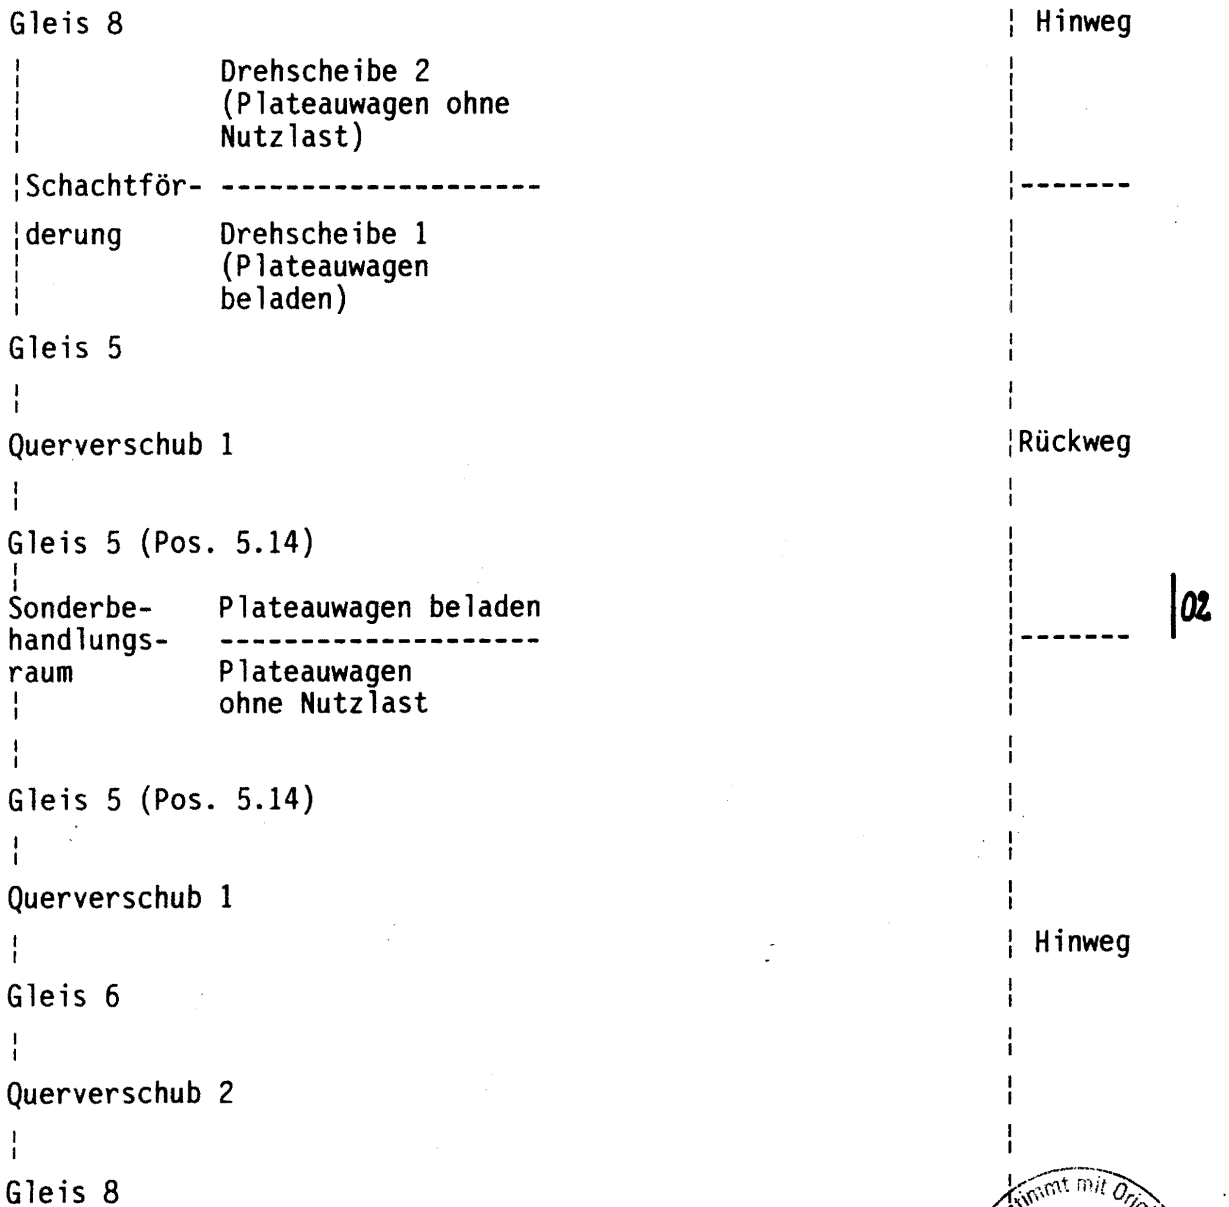 Gleis 8 Hinweg
Drehscheibe 2
(Plateauwagen ohne
Nutzlast)
Schachtför- --------------------- -------
derung Drehscheibe 1
(Plateauwagen
beladen)
Gleis 5
Querverschub 1 Rückweg
Gleis 5 (Pos. 5.14)
Sonderbe- Plateauwagen beladen 02
handlungs- --------------------- -------
raum Plateauwagen
ohne Nutzlast
Gleis 5 (Pos. 5.14)
Querverschub 1
Hinweg
Gleis 6
Querverschub 2
Gleis 8
mit